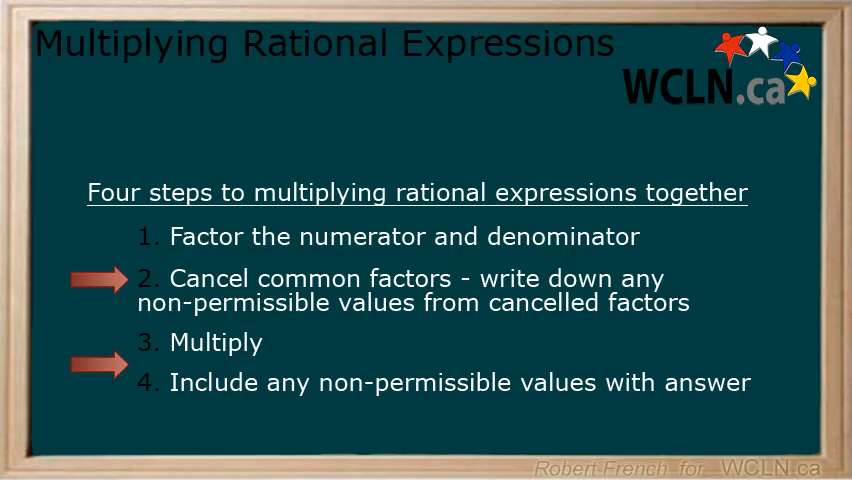 Multiplying Rational Expressions
WCLN.ca
Four steps to multiplying rational expressions together
1. Factor the numerator and denominator
2. Cancel common factors - write down any
non-permissible values from cancelled factors
3. Multiply
4. Include any non-permissible values with answer
Robert French for WCLN.ca